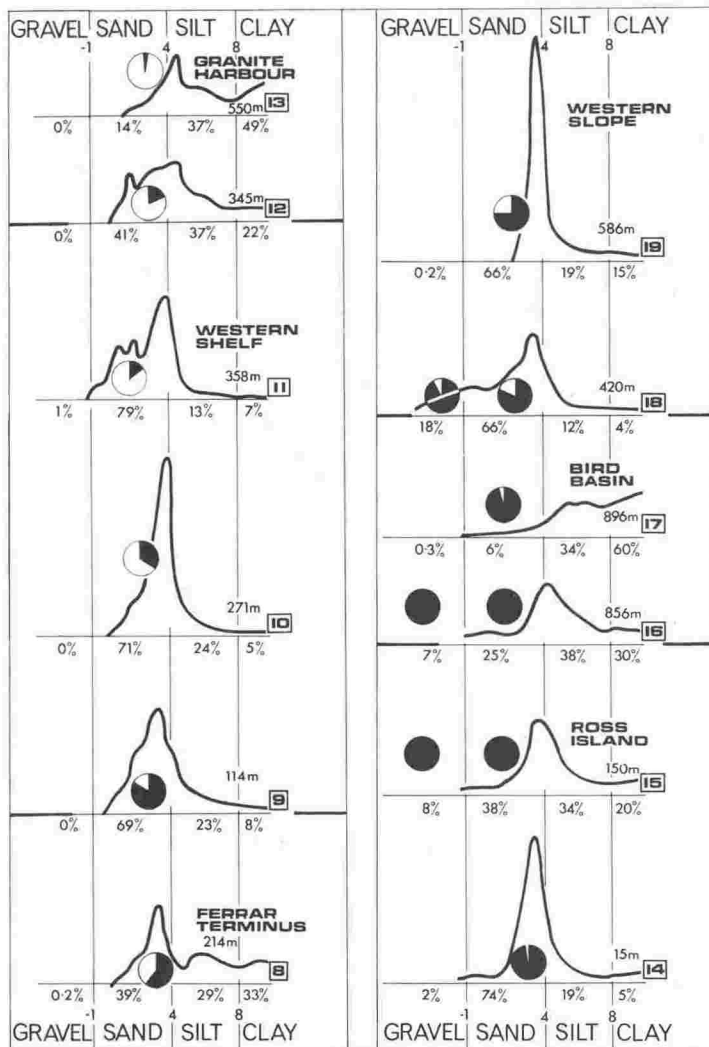 GRAVEL SAND SILT CLAY
-1 4 8
GRANITE
HARBOUR
550m 13
0% 14% 37% 49%
345m 12
0% 41% 37% 22%
WESTERN
SHELF
358m 11
1% 79% 13% 7%
271m 10
0% 71% 24% 5%
114m 9
0% 69% 23% 8%
FERRAR
TERMINUS
214m
8
0·2% 39% 29% 33%
-1 4 8
GRAVEL SAND SILT CLAY
GRAVEL SAND SILT CLAY
-1 4 8
WESTERN
SLOPE
586m 19
0·2% 66% 19% 15%
420m 18
18% 66% 12% 4%
BIRD
BASIN
896m 17
0·3% 6% 34% 60%
856m 16
7% 25% 38% 30%
ROSS
ISLAND
150m 15
8% 38% 34% 20%
15m 14
2% 74% 19% 5%
-1 4 8
GRAVEL SAND SILT CLAY